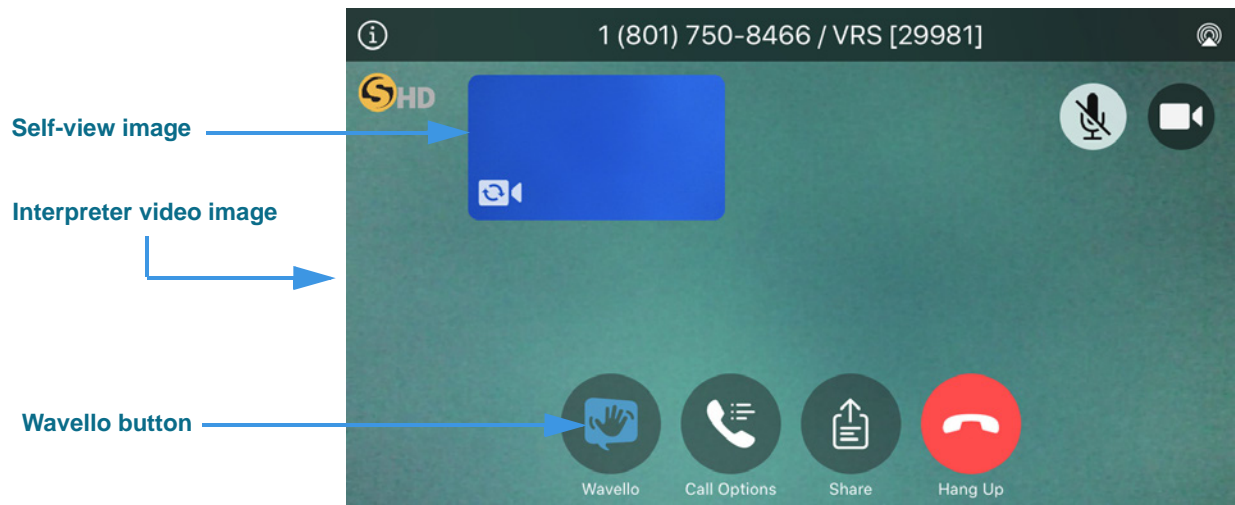 1 (801) 750-8466 / VRS [29981]
S HD
Self-view image
Interpreter video image
Wavello button
Wavello
Call Options
Share
Hang Up